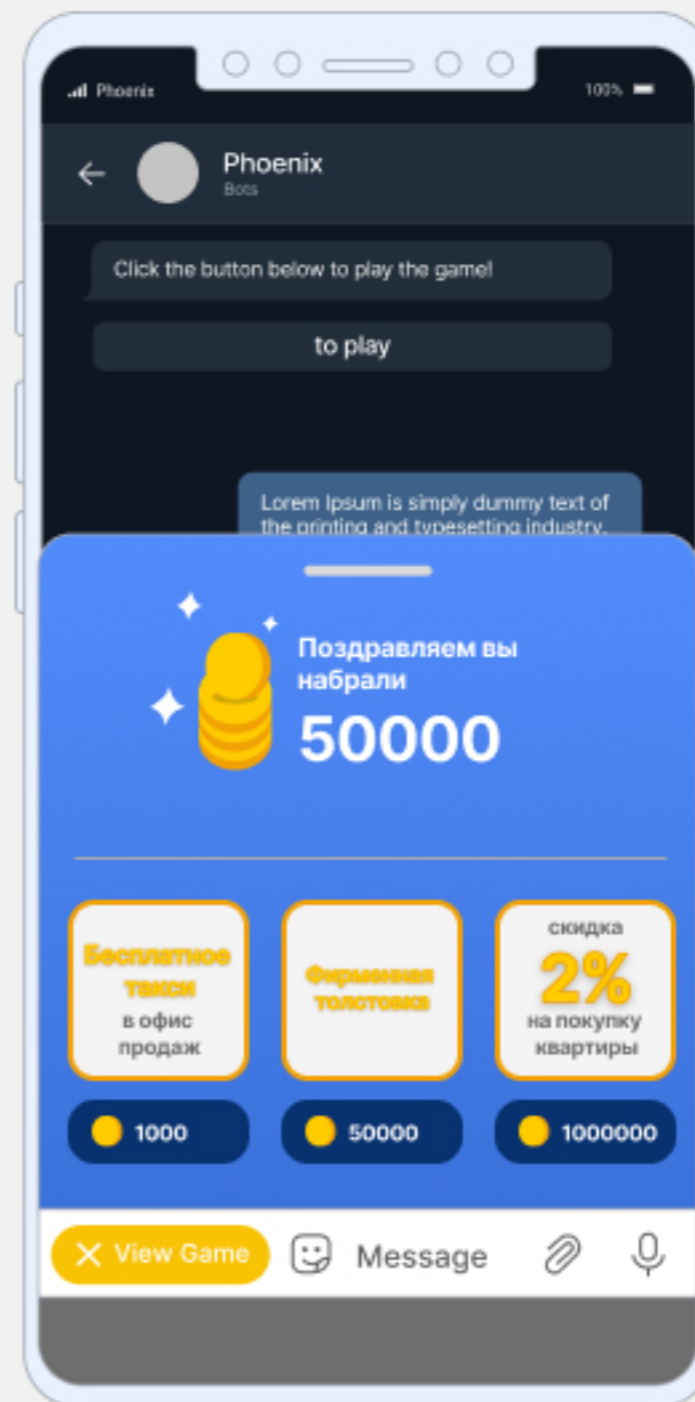 Phoenix
100%
Phoenix
Bots
Click the button below to play the game!
to play
Lorem Ipsum is simply dummy text of
the printing and typesetting industry.
Поздравляем вы
набрали
50000
Бесплатное
такси
в офис
продаж
Фирменная
толстовка
скидка
2%
на покупку
квартиры
1000
50000
1000000
View Game
Message